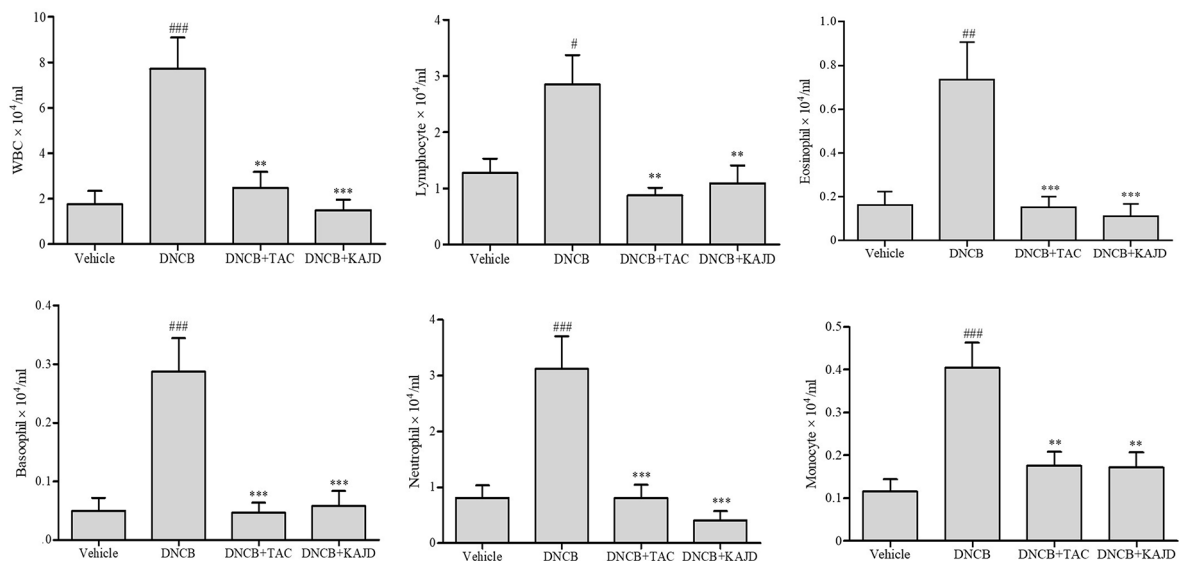 WBC × 10⁴/ml
10
8
6
4
2
0
###
**
***
Vehicle
DNCB
DNCB+TAC
DNCB+KAJD
Lymphocyte × 10⁴/ml
4
3
2
1
0
#
**
**
Vehicle
DNCB
DNCB+TAC
DNCB+KAJD
Eosinophil × 10⁴/ml
1.0
0.8
0.6
0.4
0.2
0
##
***
***
Vehicle
DNCB
DNCB+TAC
DNCB+KAJD
Basoophil × 10⁴/ml
0.4
0.3
0.2
0.1
.0
###
***
***
Vehicle
DNCB
DNCB+TAC
DNCB+KAJD
Neutrophil × 10⁴/ml
4
3
4
1
0
###
***
***
Vehicle
DNCB
DNCB+TAC
DNCB+KAJD
Monocyte × 10⁴/ml
0.5
0.4
0.3
0.2
0.1
0
###
**
**
Vehicle
DNCB
DNCB+TAC
DNCB+KAJD